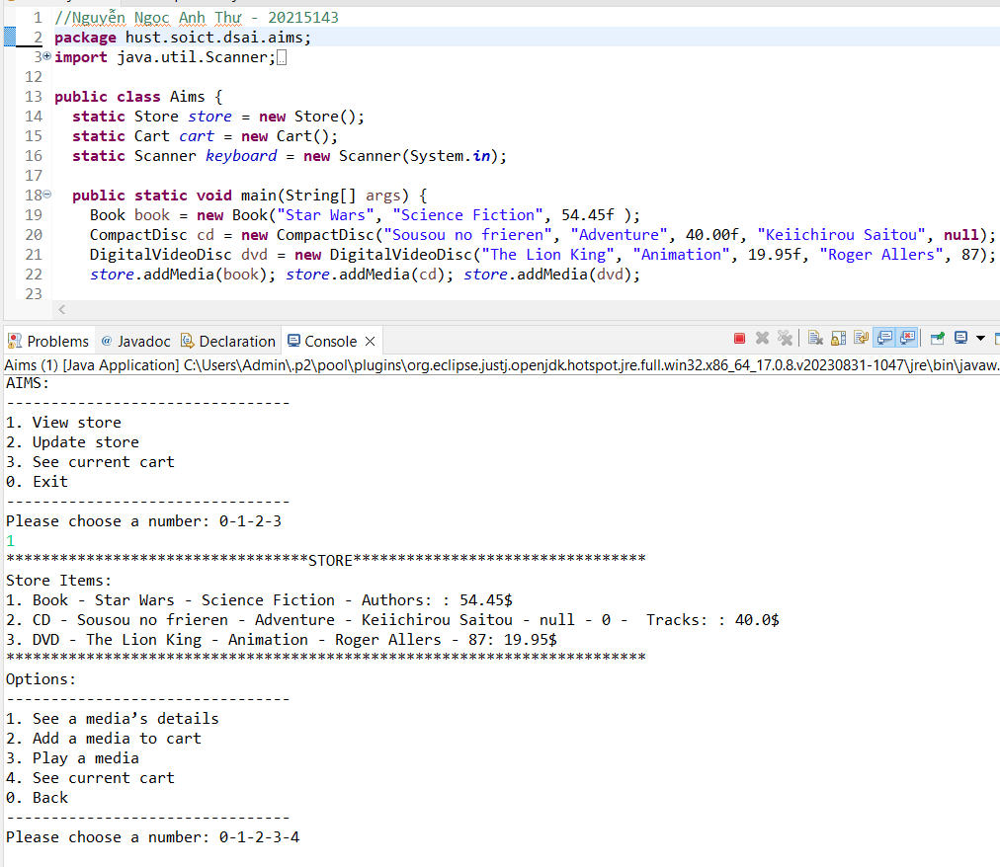 1 //Nguyễn Ngọc Anh Thư - 20215143
2 package hust.soict.dsai.aims;
3 import java.util.Scanner;
12
13 public class Aims {
14 static Store store = new Store();
15 static Cart cart = new Cart();
16 static Scanner keyboard = new Scanner(System.in);
17
18 public static void main(String[] args) {
19 Book book = new Book("Star Wars", "Science Fiction", 54.45f );
20 CompactDisc cd = new CompactDisc("Sousou no frieren", "Adventure", 40.00f, "Keiichirou Saitou", null);
21 DigitalVideoDisc dvd = new DigitalVideoDisc("The Lion King", "Animation", 19.95f, "Roger Allers", 87);
22 store.addMedia(book); store.addMedia(cd); store.addMedia(dvd);
23
Problems @ Javadoc Declaration Console
Aims (1) [Java Application] C:\Users\Admin\.p2\pool\plugins\org.eclipse.justj.openjdk.hotspot.jre.full.win32.x86_64_17.0.8.v20230831-1047\jre\bin\javaw.
AIMS:
--------------------------------
1. View store
2. Update store
3. See current cart
0. Exit
--------------------------------
Please choose a number: 0-1-2-3
1
**********************************STORE*********************************
Store Items:
1. Book - Star Wars - Science Fiction - Authors: : 54.45$
2. CD - Sousou no frieren - Adventure - Keiichirou Saitou - null - 0 -  Tracks: : 40.0$
3. DVD - The Lion King - Animation - Roger Allers - 87: 19.95$
************************************************************************
Options:
--------------------------------
1. See a media’s details
2. Add a media to cart
3. Play a media
4. See current cart
0. Back
--------------------------------
Please choose a number: 0-1-2-3-4